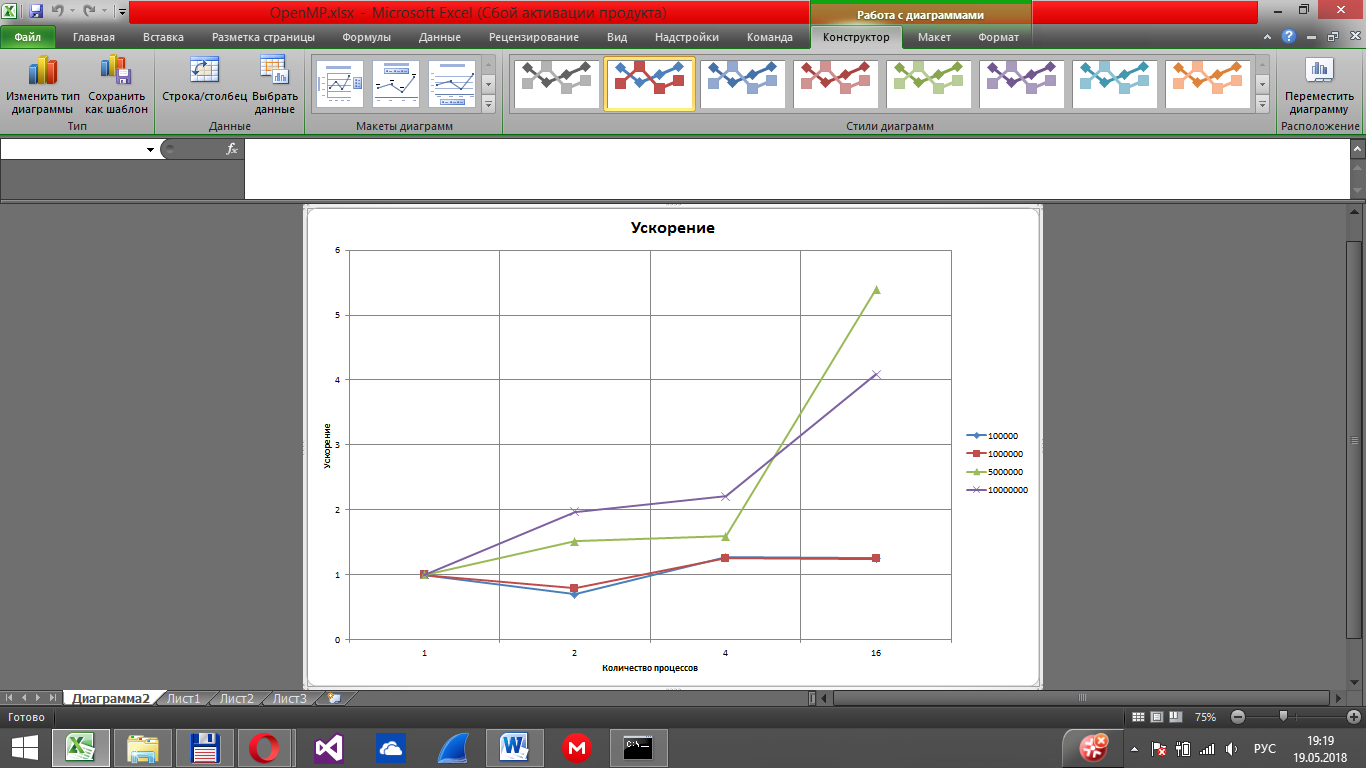 OpenMP.xlsx - Microsoft Excel (Сбой активации продукта)
Работа с диаграммами
Файл Главная Вставка Разметка страницы Формулы Данные Рецензирование Вид Надстройки Команда Конструктор Макет Формат
Изменить тип диаграммы
Сохранить как шаблон
Строка/столбец
Выбрать данные
Переместить диаграмму
Тип Данные Макеты диаграмм Стили диаграмм Расположение
fx
Ускорение
6
5
4
3
2
1
0
Ускорение
1 2 4 16
Количество процессов
100000
1000000
5000000
10000000
Диаграмма2 Лист1 Лист2 Лист3
Готово
75%
C:\
РУС
19:19
19.05.2018